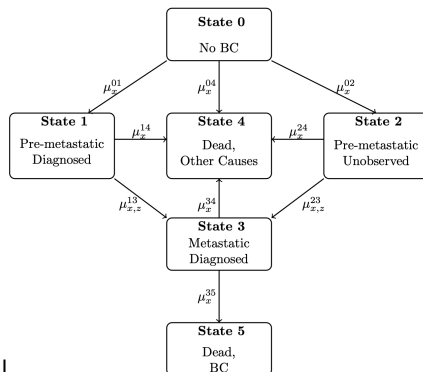 State 0
No BC
μ_x^{01}
μ_x^{04}
μ_x^{02}
State 1
Pre-metastatic
Diagnosed
μ_x^{14}
State 4
Dead,
Other Causes
μ_x^{24}
State 2
Pre-metastatic
Unobserved
μ_{x,z}^{13}
μ_x^{34}
μ_{x,z}^{23}
State 3
Metastatic
Diagnosed
μ_x^{35}
State 5
Dead,
BC